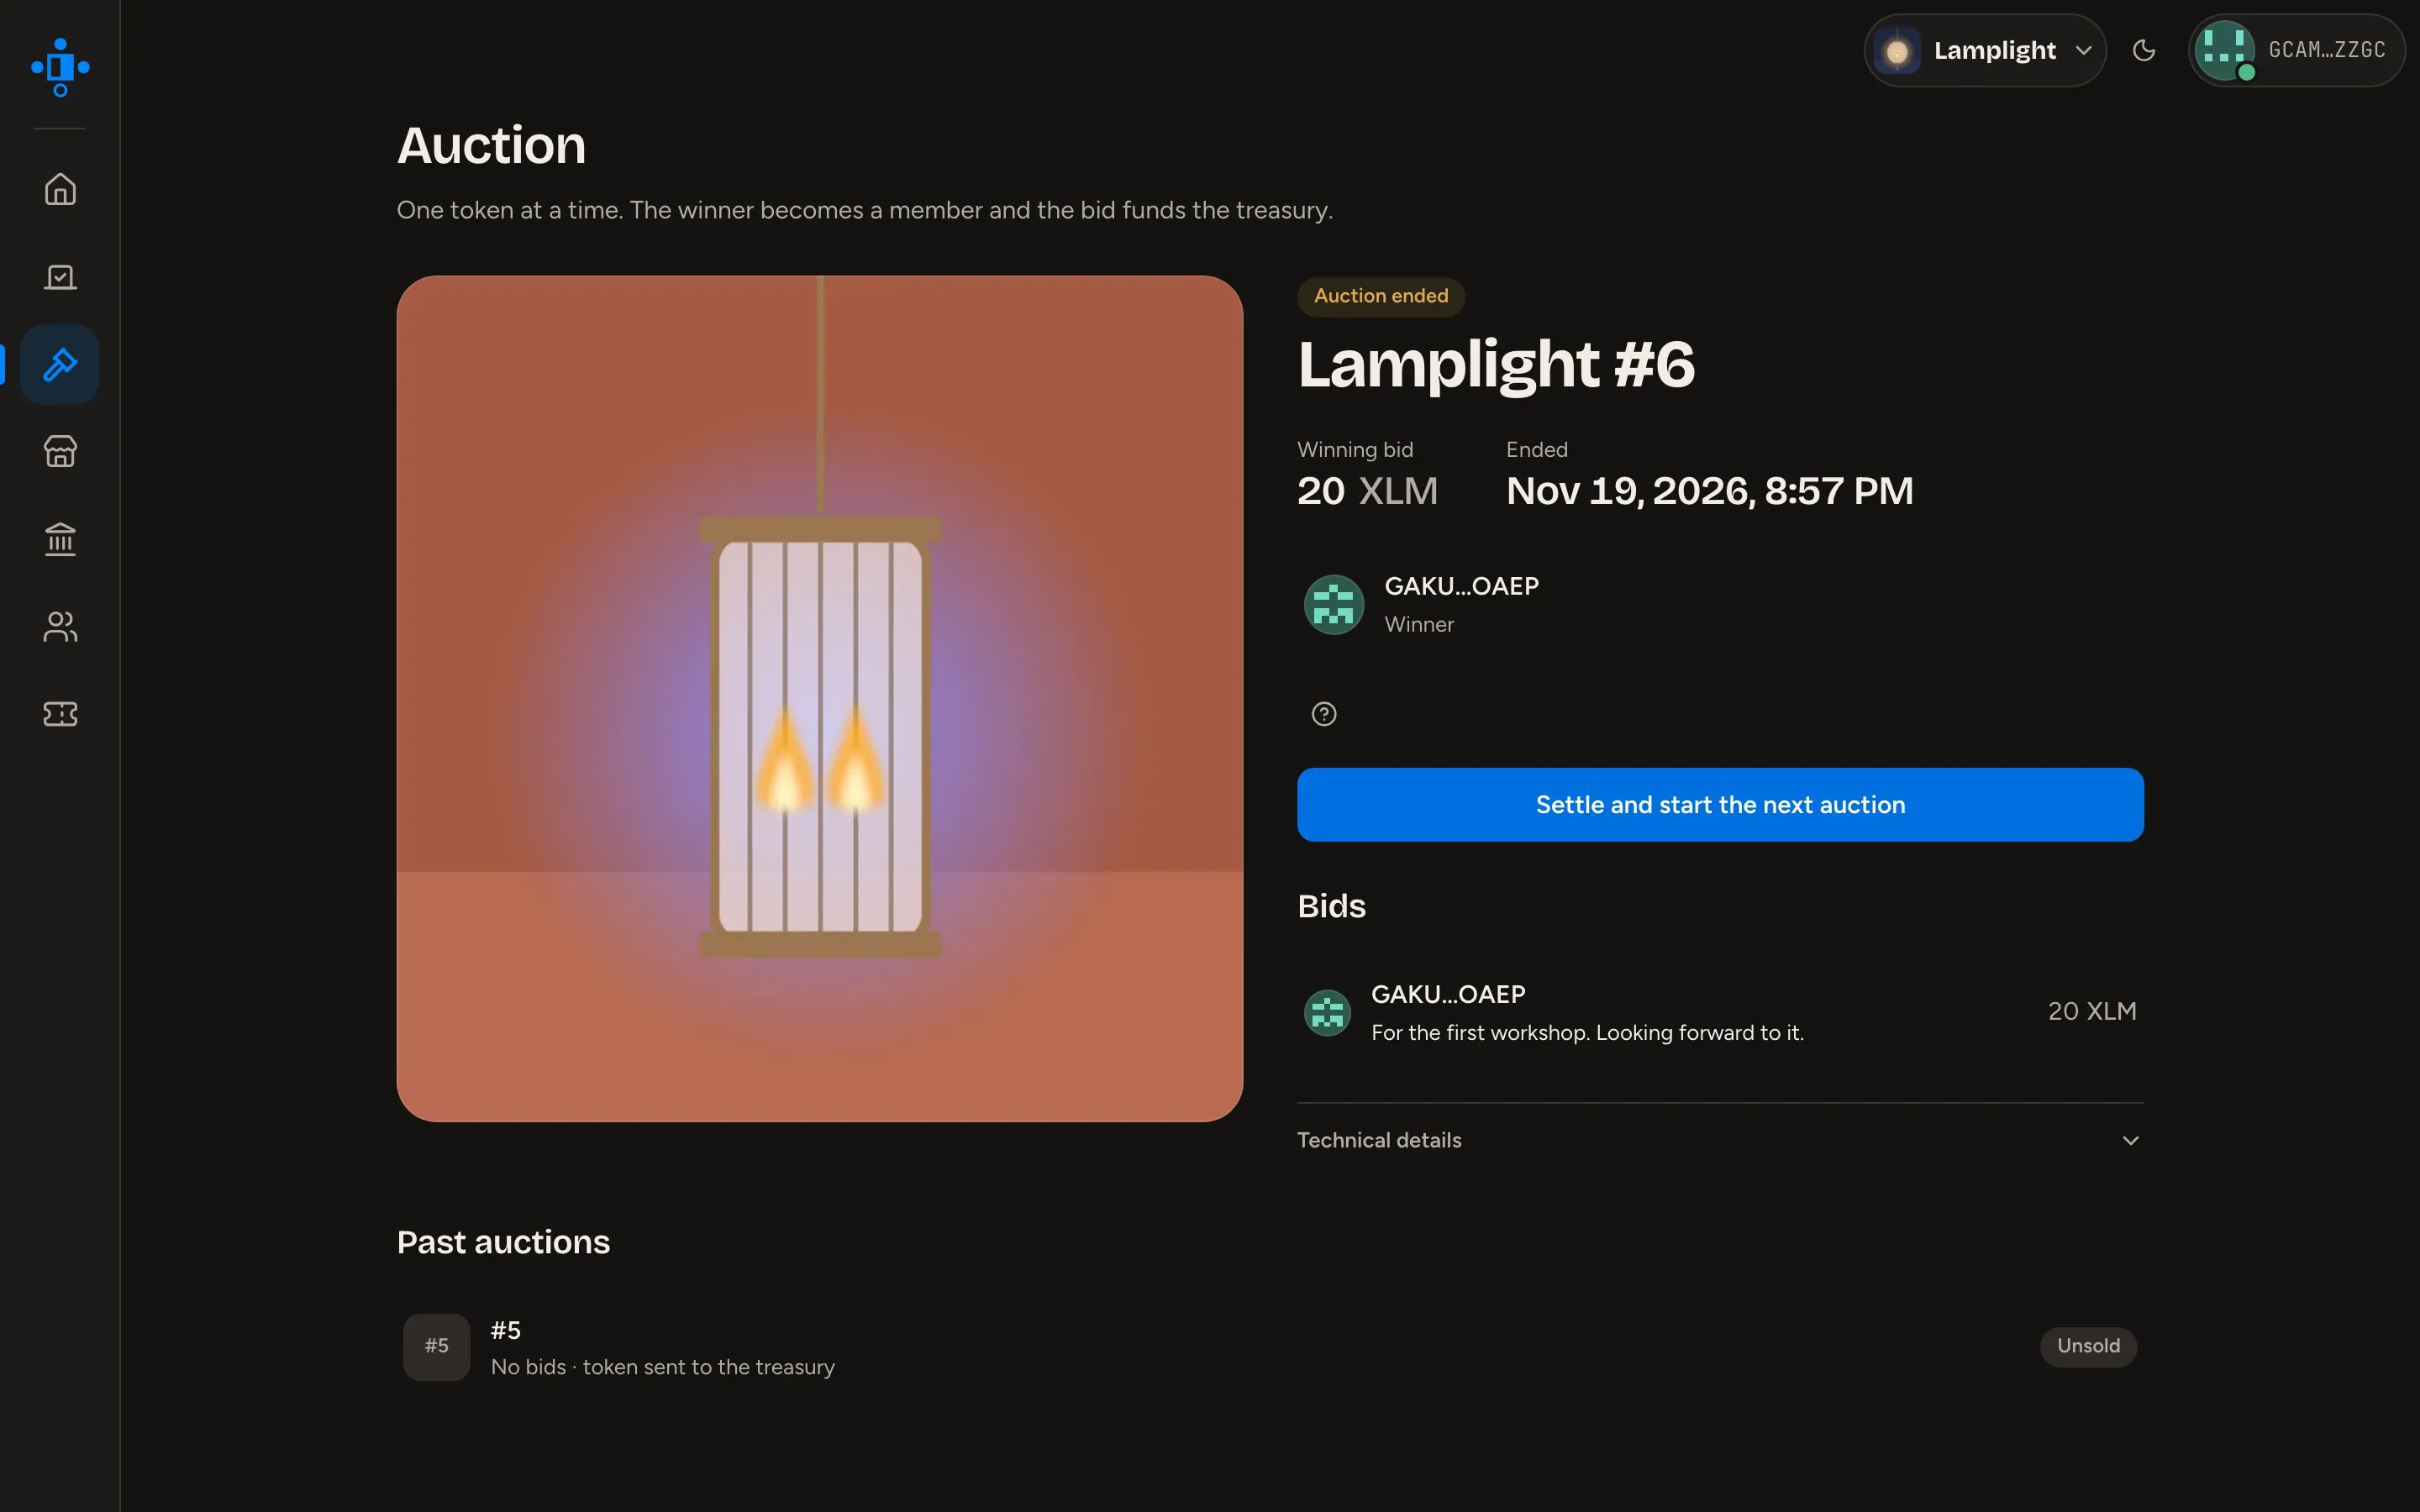 Lamplight
GCAM...ZZGC
Auction
One token at a time. The winner becomes a member and the bid funds the treasury.
Auction ended
Lamplight #6
Winning bid
20 XLM
Ended
Nov 19, 2026, 8:57 PM
GAKU...OAEP
Winner
Settle and start the next auction
Bids
GAKU...OAEP
For the first workshop. Looking forward to it.
20 XLM
Technical details
Past auctions
#5
#5
No bids · token sent to the treasury
Unsold